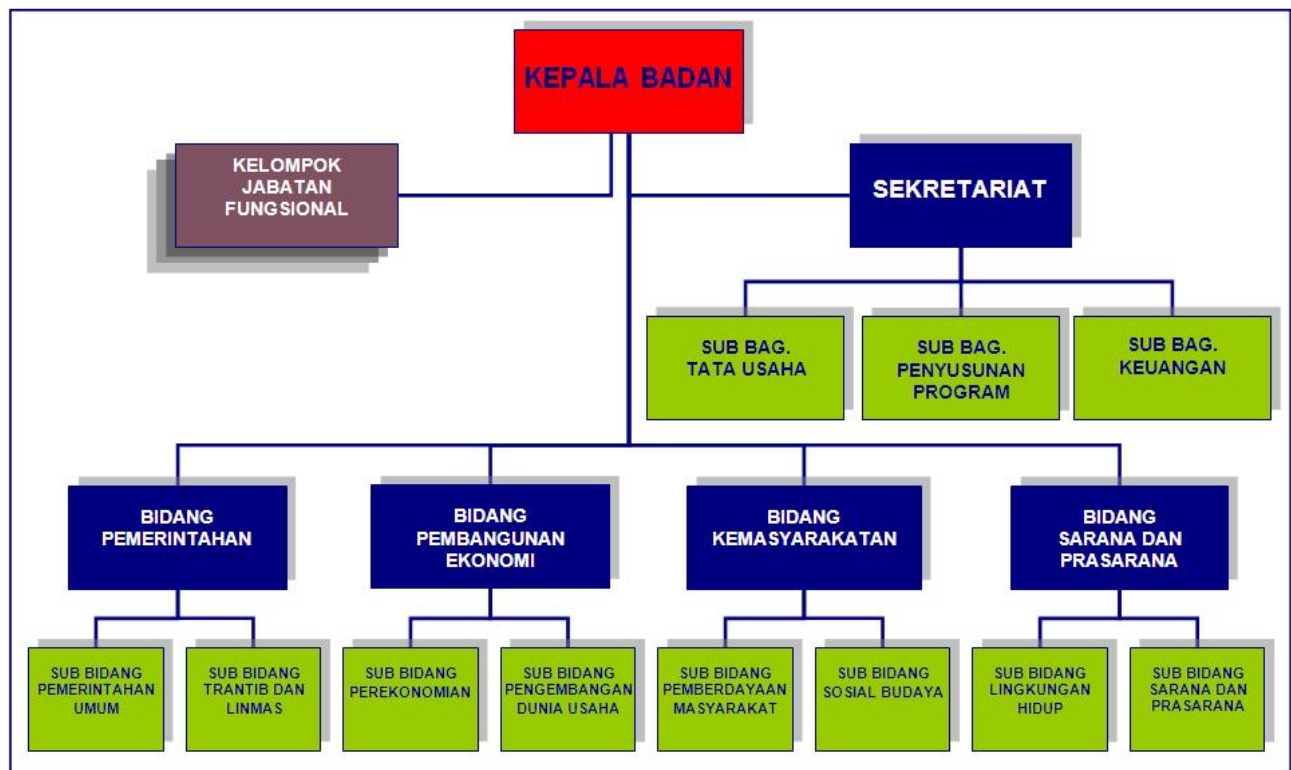 KEPALA BADAN
KELOMPOK
JABATAN
FUNGSIONAL
SEKRETARIAT
SUB BAG.
TATA USAHA
SUB BAG.
PENYUSUNAN
PROGRAM
SUB BAG.
KEUANGAN
BIDANG
PEMERINTAHAN
BIDANG
PEMBANGUNAN
EKONOMI
BIDANG
KEMASYARAKATAN
BIDANG
SARANA DAN
PRASARANA
SUB BIDANG
PEMERINTAHAN
UMUM
SUB BIDANG
TRANTIB DAN
LINMAS
SUB BIDANG
PEREKONOMIAN
SUB BIDANG
PENGEMBANGAN
DUNIA USAHA
SUB BIDANG
PEMBERDAYAAN
MASYARAKAT
SUB BIDANG
SOSIAL BUDAYA
SUB BIDANG
LINGKUNGAN
HIDUP
SUB BIDANG
SARANA DAN
PRASARANA